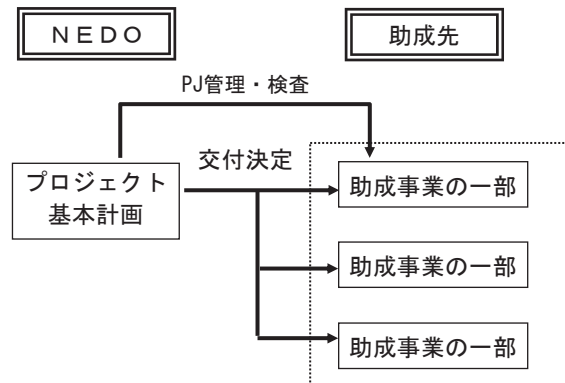 ＮＥＤＯ
助成先
PJ管理・検査
交付決定
プロジェクト
基本計画
助成事業の一部
助成事業の一部
助成事業の一部